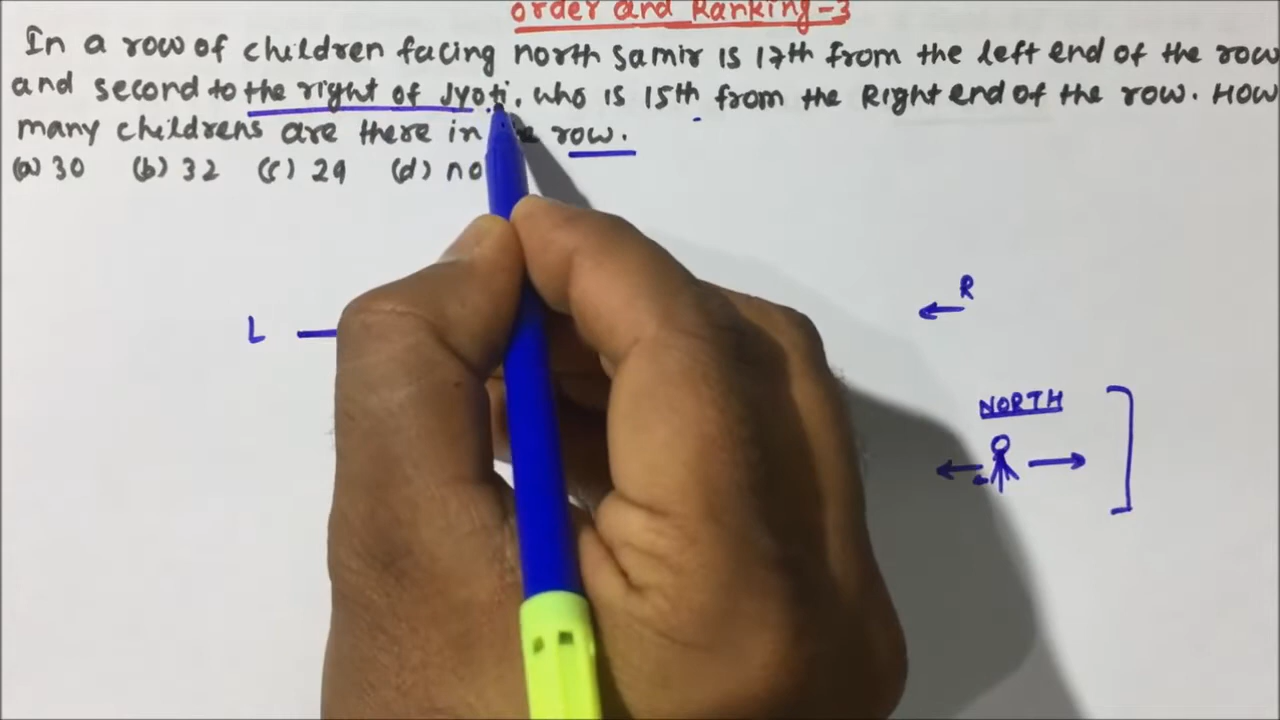 order and Ranking-3
In a row of children facing north Samir is 17th from the left end of the row
and second to the right of Jyoti, who is 15th from the Right end of the row. How
many childrens are there in row.
(a) 30 (b) 32 (c) 29 (d) no
L
R
NORTH